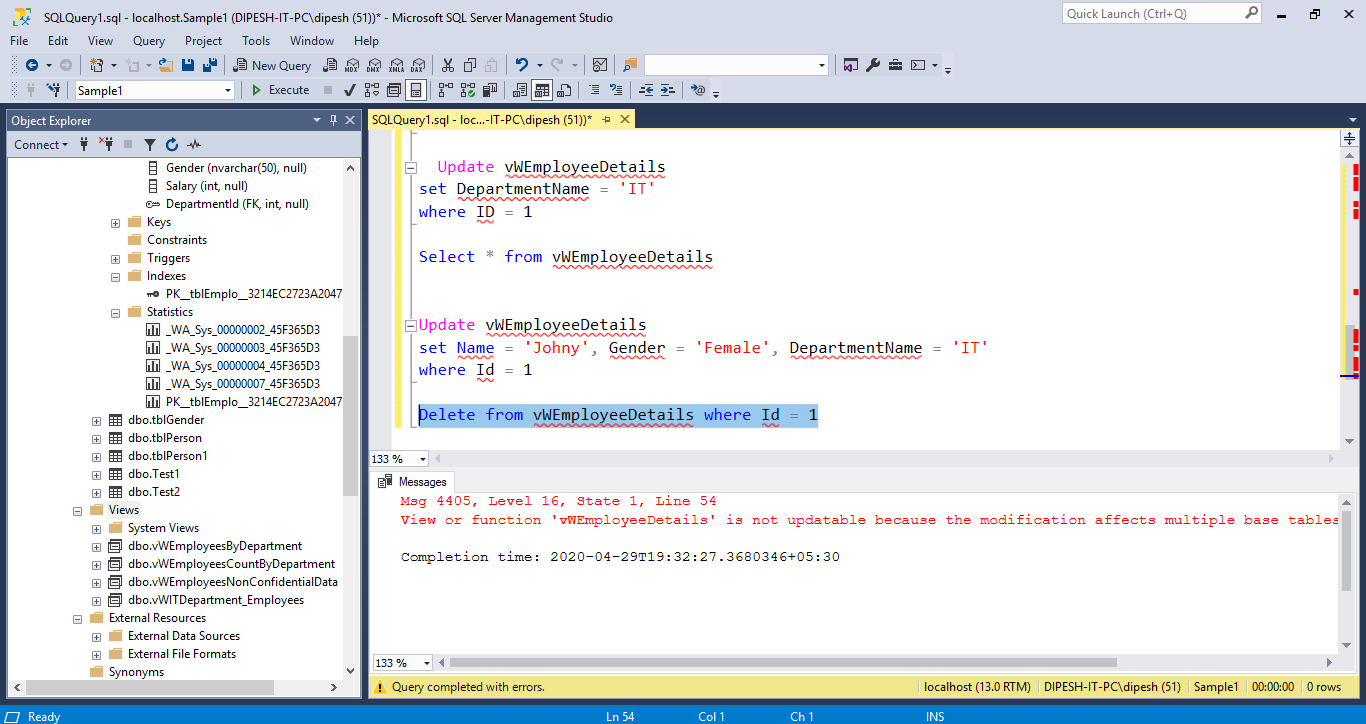 SQLQuery1.sql - localhost.Sample1 (DIPESH-IT-PC\dipesh (51))* - Microsoft SQL Server Management Studio
Quick Launch (Ctrl+Q)
File Edit View Query Project Tools Window Help
New Query MDX DMX XMLA DAX
Sample1 Execute
Object Explorer
Connect
Gender (nvarchar(50), null)
Salary (int, null)
DepartmentId (FK, int, null)
Keys
Constraints
Triggers
Indexes
PK__tblEmplo__3214EC2723A2047
Statistics
_WA_Sys_00000002_45F365D3
_WA_Sys_00000003_45F365D3
_WA_Sys_00000004_45F365D3
_WA_Sys_00000007_45F365D3
PK__tblEmplo__3214EC2723A2047
dbo.tblGender
dbo.tblPerson
dbo.tblPerson1
dbo.Test1
dbo.Test2
Views
System Views
dbo.vWEmployeesByDepartment
dbo.vWEmployeesCountByDepartment
dbo.vWEmployeesNonConfidentialData
dbo.vWITDepartment_Employees
External Resources
External Data Sources
External File Formats
Synonyms
SQLQuery1.sql - loc...-IT-PC\dipesh (51))*
Update vWEmployeeDetails
set DepartmentName = 'IT'
where ID = 1
Select * from vWEmployeeDetails
Update vWEmployeeDetails
set Name = 'Johny', Gender = 'Female', DepartmentName = 'IT'
where Id = 1
Delete from vWEmployeeDetails where Id = 1
133 %
Messages
Msg 4405, Level 16, State 1, Line 54
View or function 'vWEmployeeDetails' is not updatable because the modification affects multiple base tables
Completion time: 2020-04-29T19:32:27.3680346+05:30
133 %
Query completed with errors. localhost (13.0 RTM) DIPESH-IT-PC\dipesh (51) Sample1 00:00:00 0 rows
Ready Ln 54 Col 1 Ch 1 INS